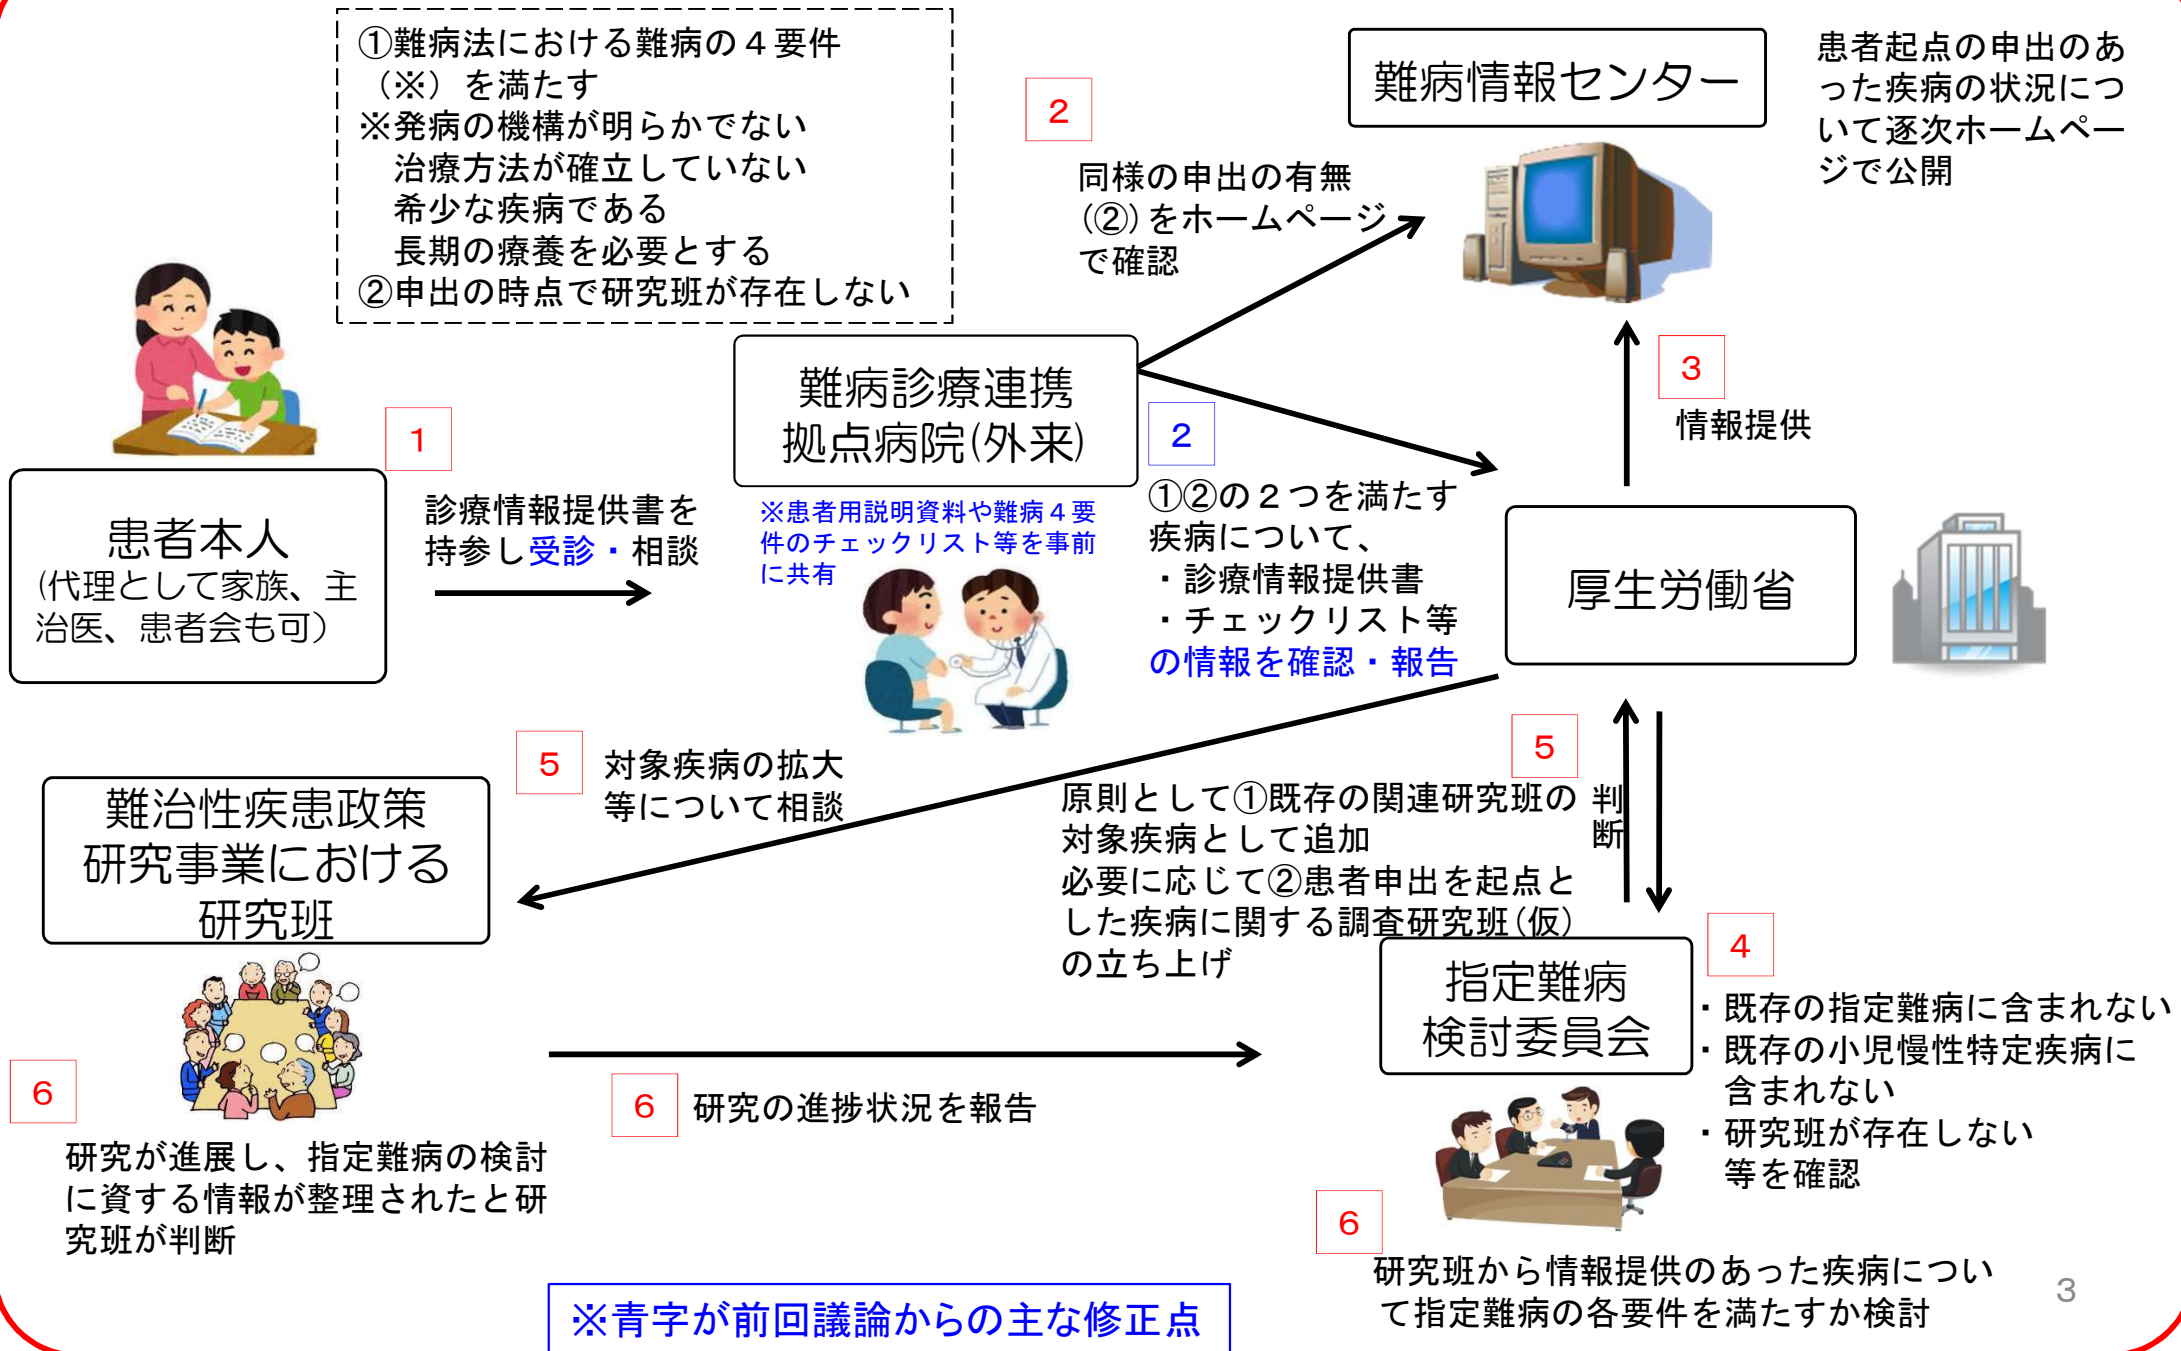 ①難病法における難病の４要件
（※）を満たす
※発病の機構が明らかでない
治療方法が確立していない
希少な疾病である
長期の療養を必要とする
②申出の時点で研究班が存在しない
2
同様の申出の有無
(②)をホームページ
で確認
難病情報センター
患者起点の申出のあ
った疾病の状況につ
いて逐次ホームペー
ジで公開
3
情報提供
患者本人
(代理として家族、主
治医、患者会も可）
1
診療情報提供書を
持参し受診・相談
難病診療連携
拠点病院(外来)
※患者用説明資料や難病４要
件のチェックリスト等を事前
に共有
2
①②の２つを満たす
疾病について、
・診療情報提供書
・チェックリスト等
の情報を確認・報告
厚生労働省
5
対象疾病の拡大
等について相談
難治性疾患政策
研究事業における
研究班
5
判断
原則として①既存の関連研究班の
対象疾病として追加
必要に応じて②患者申出を起点と
した疾病に関する調査研究班(仮)
の立ち上げ
指定難病
検討委員会
4
・既存の指定難病に含まれない
・既存の小児慢性特定疾病に
含まれない
・研究班が存在しない
等を確認
6
研究が進展し、指定難病の検討
に資する情報が整理されたと研
究班が判断
6
研究の進捗状況を報告
6
研究班から情報提供のあった疾病につい
て指定難病の各要件を満たすか検討
※青字が前回議論からの主な修正点
3